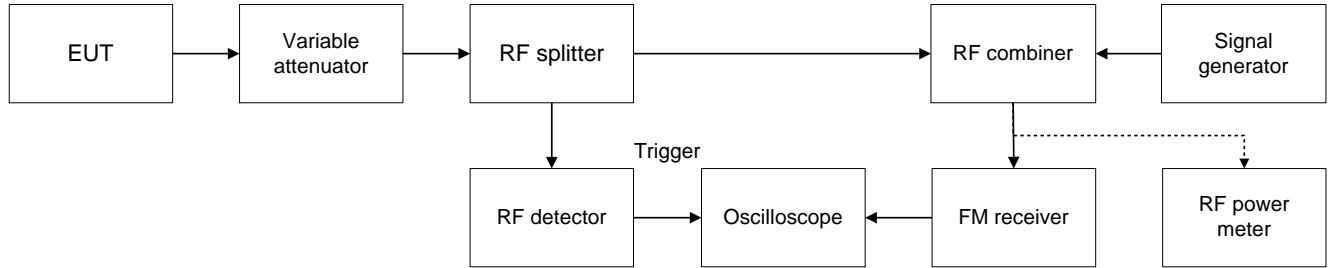 EUT
Variable
attenuator
RF splitter
RF combiner
Signal
generator
Trigger
RF detector
Oscilloscope
FM receiver
RF power
meter